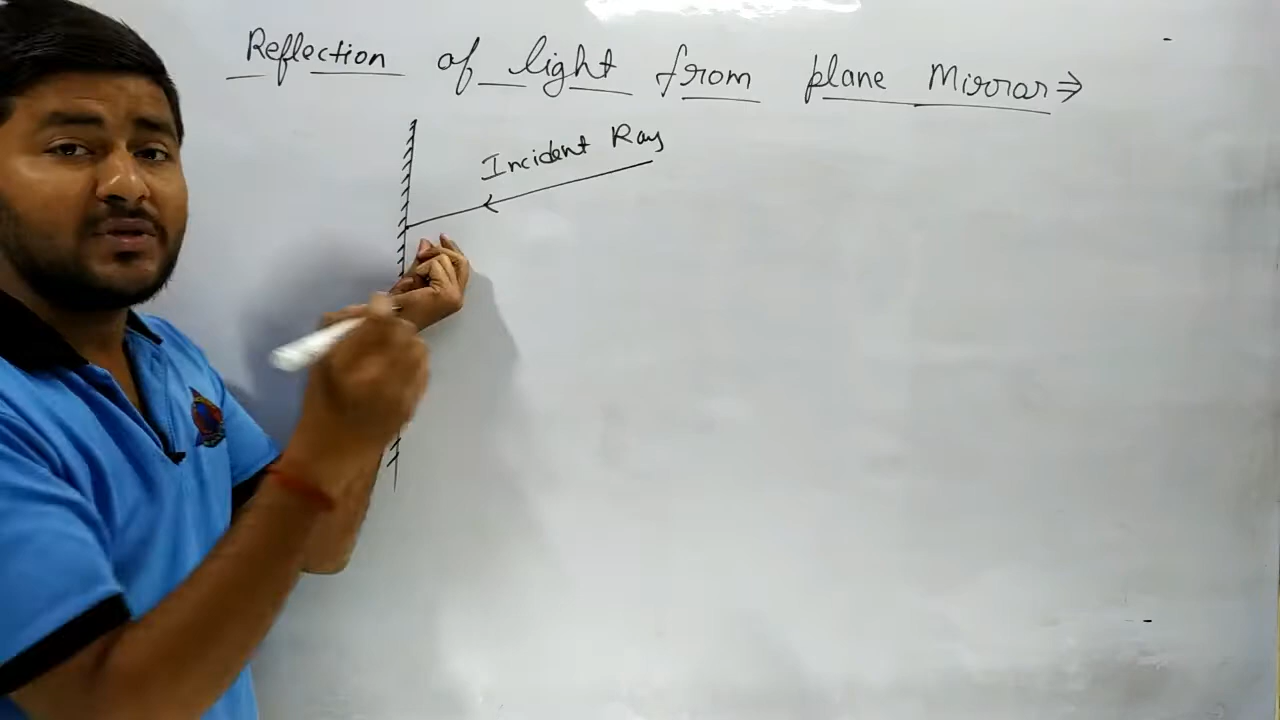 Reflection of light from plane Mirror ⇒
Incident Ray